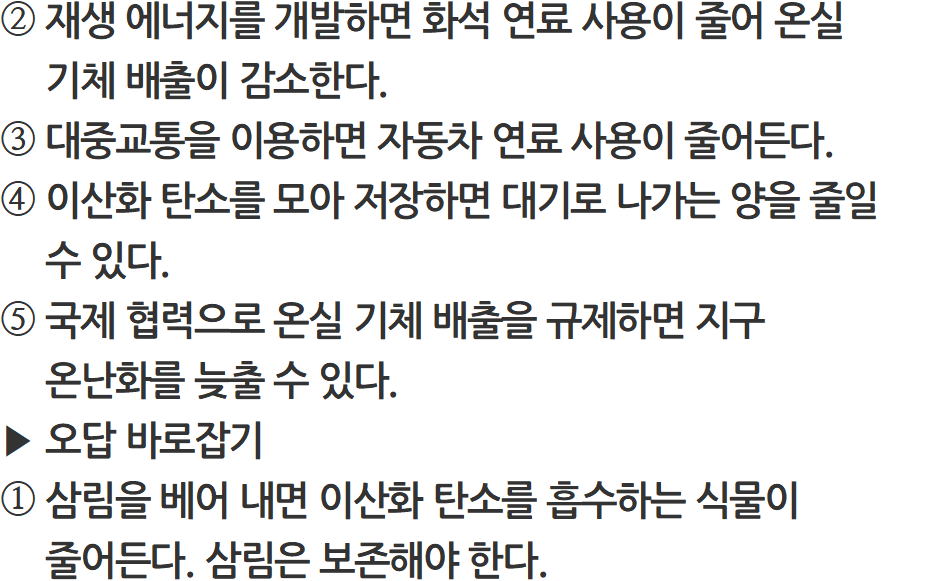 ② 재생 에너지를 개발하면 화석 연료 사용이 줄어 온실
기체 배출이 감소한다.
③ 대중교통을 이용하면 자동차 연료 사용이 줄어든다.
④ 이산화 탄소를 모아 저장하면 대기로 나가는 양을 줄일
수 있다.
⑤ 국제 협력으로 온실 기체 배출을 규제하면 지구
온난화를 늦출 수 있다.
▶ 오답 바로잡기
① 삼림을 베어 내면 이산화 탄소를 흡수하는 식물이
줄어든다. 삼림은 보존해야 한다.